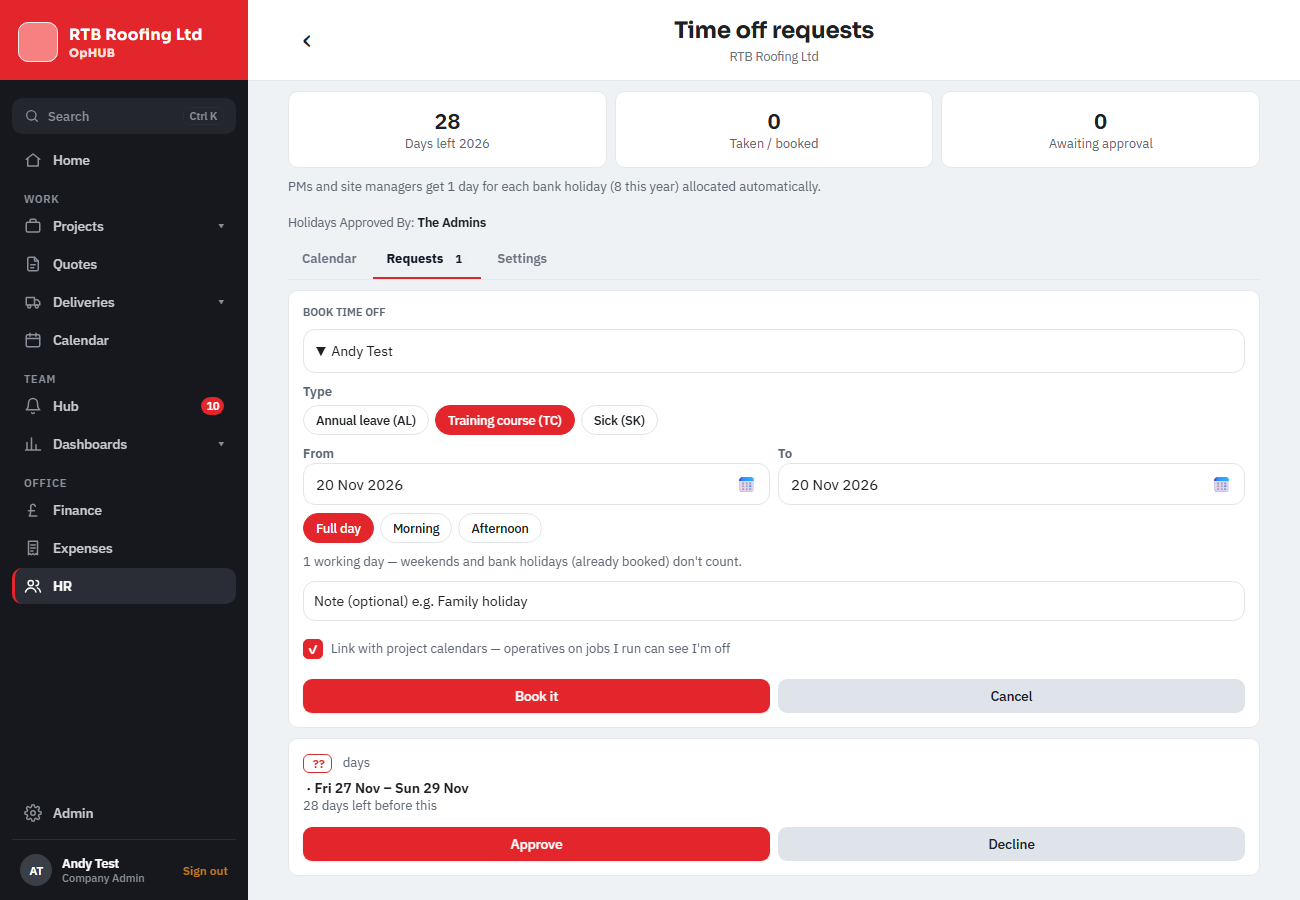 RTB Roofing Ltd
OpHUB
Search Ctrl K
Home
WORK
Projects
Quotes
Deliveries
Calendar
TEAM
Hub 10
Dashboards
OFFICE
Finance
Expenses
HR
Admin
AT
Andy Test
Company Admin
Sign out
Time off requests
RTB Roofing Ltd
28
Days left 2026
0
Taken / booked
0
Awaiting approval
PMs and site managers get 1 day for each bank holiday (8 this year) allocated automatically.
Holidays Approved By: The Admins
Calendar Requests 1 Settings
BOOK TIME OFF
▼ Andy Test
Type
Annual leave (AL) Training course (TC) Sick (SK)
From To
20 Nov 2026 20 Nov 2026
Full day Morning Afternoon
1 working day — weekends and bank holidays (already booked) don't count.
Note (optional) e.g. Family holiday
Link with project calendars — operatives on jobs I run can see I'm off
Book it Cancel
?? days
· Fri 27 Nov – Sun 29 Nov
28 days left before this
Approve Decline